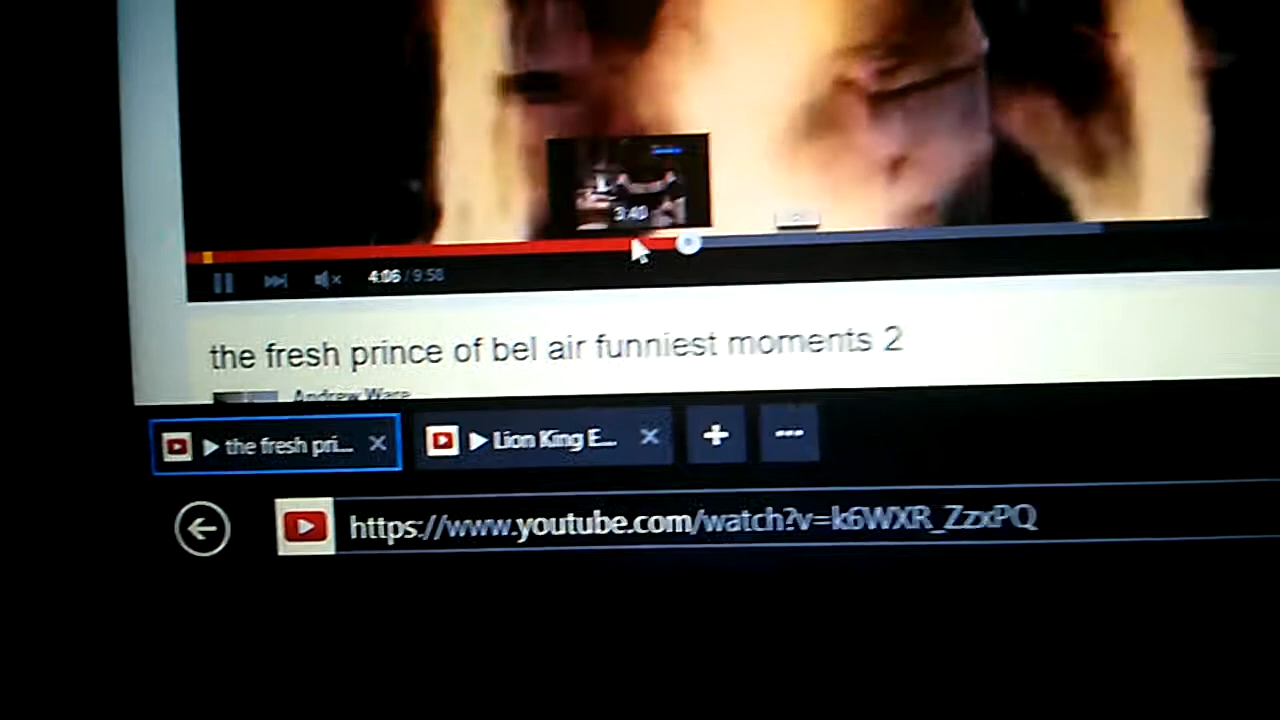 3:40
4:06 / 9:58
the fresh prince of bel air funniest moments 2
Andrew Ware
the fresh pri...
Lion King E...
https://www.youtube.com/watch?v=k6WXR_ZzxPQ